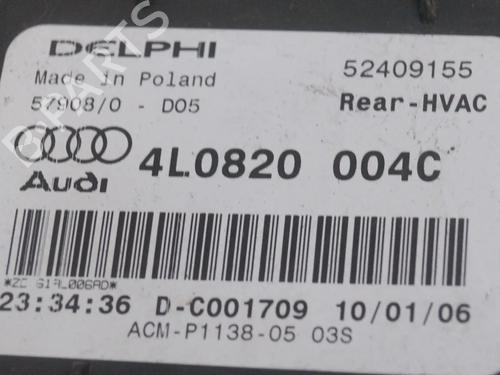 DELPHI
52409155
Made in Poland
57908/0 - D05
Rear-HVAC
4L0820 004C
Audi
23:34:36 D-C001709 10/01/06
ACM-P1138-05 03S
B-PARTS